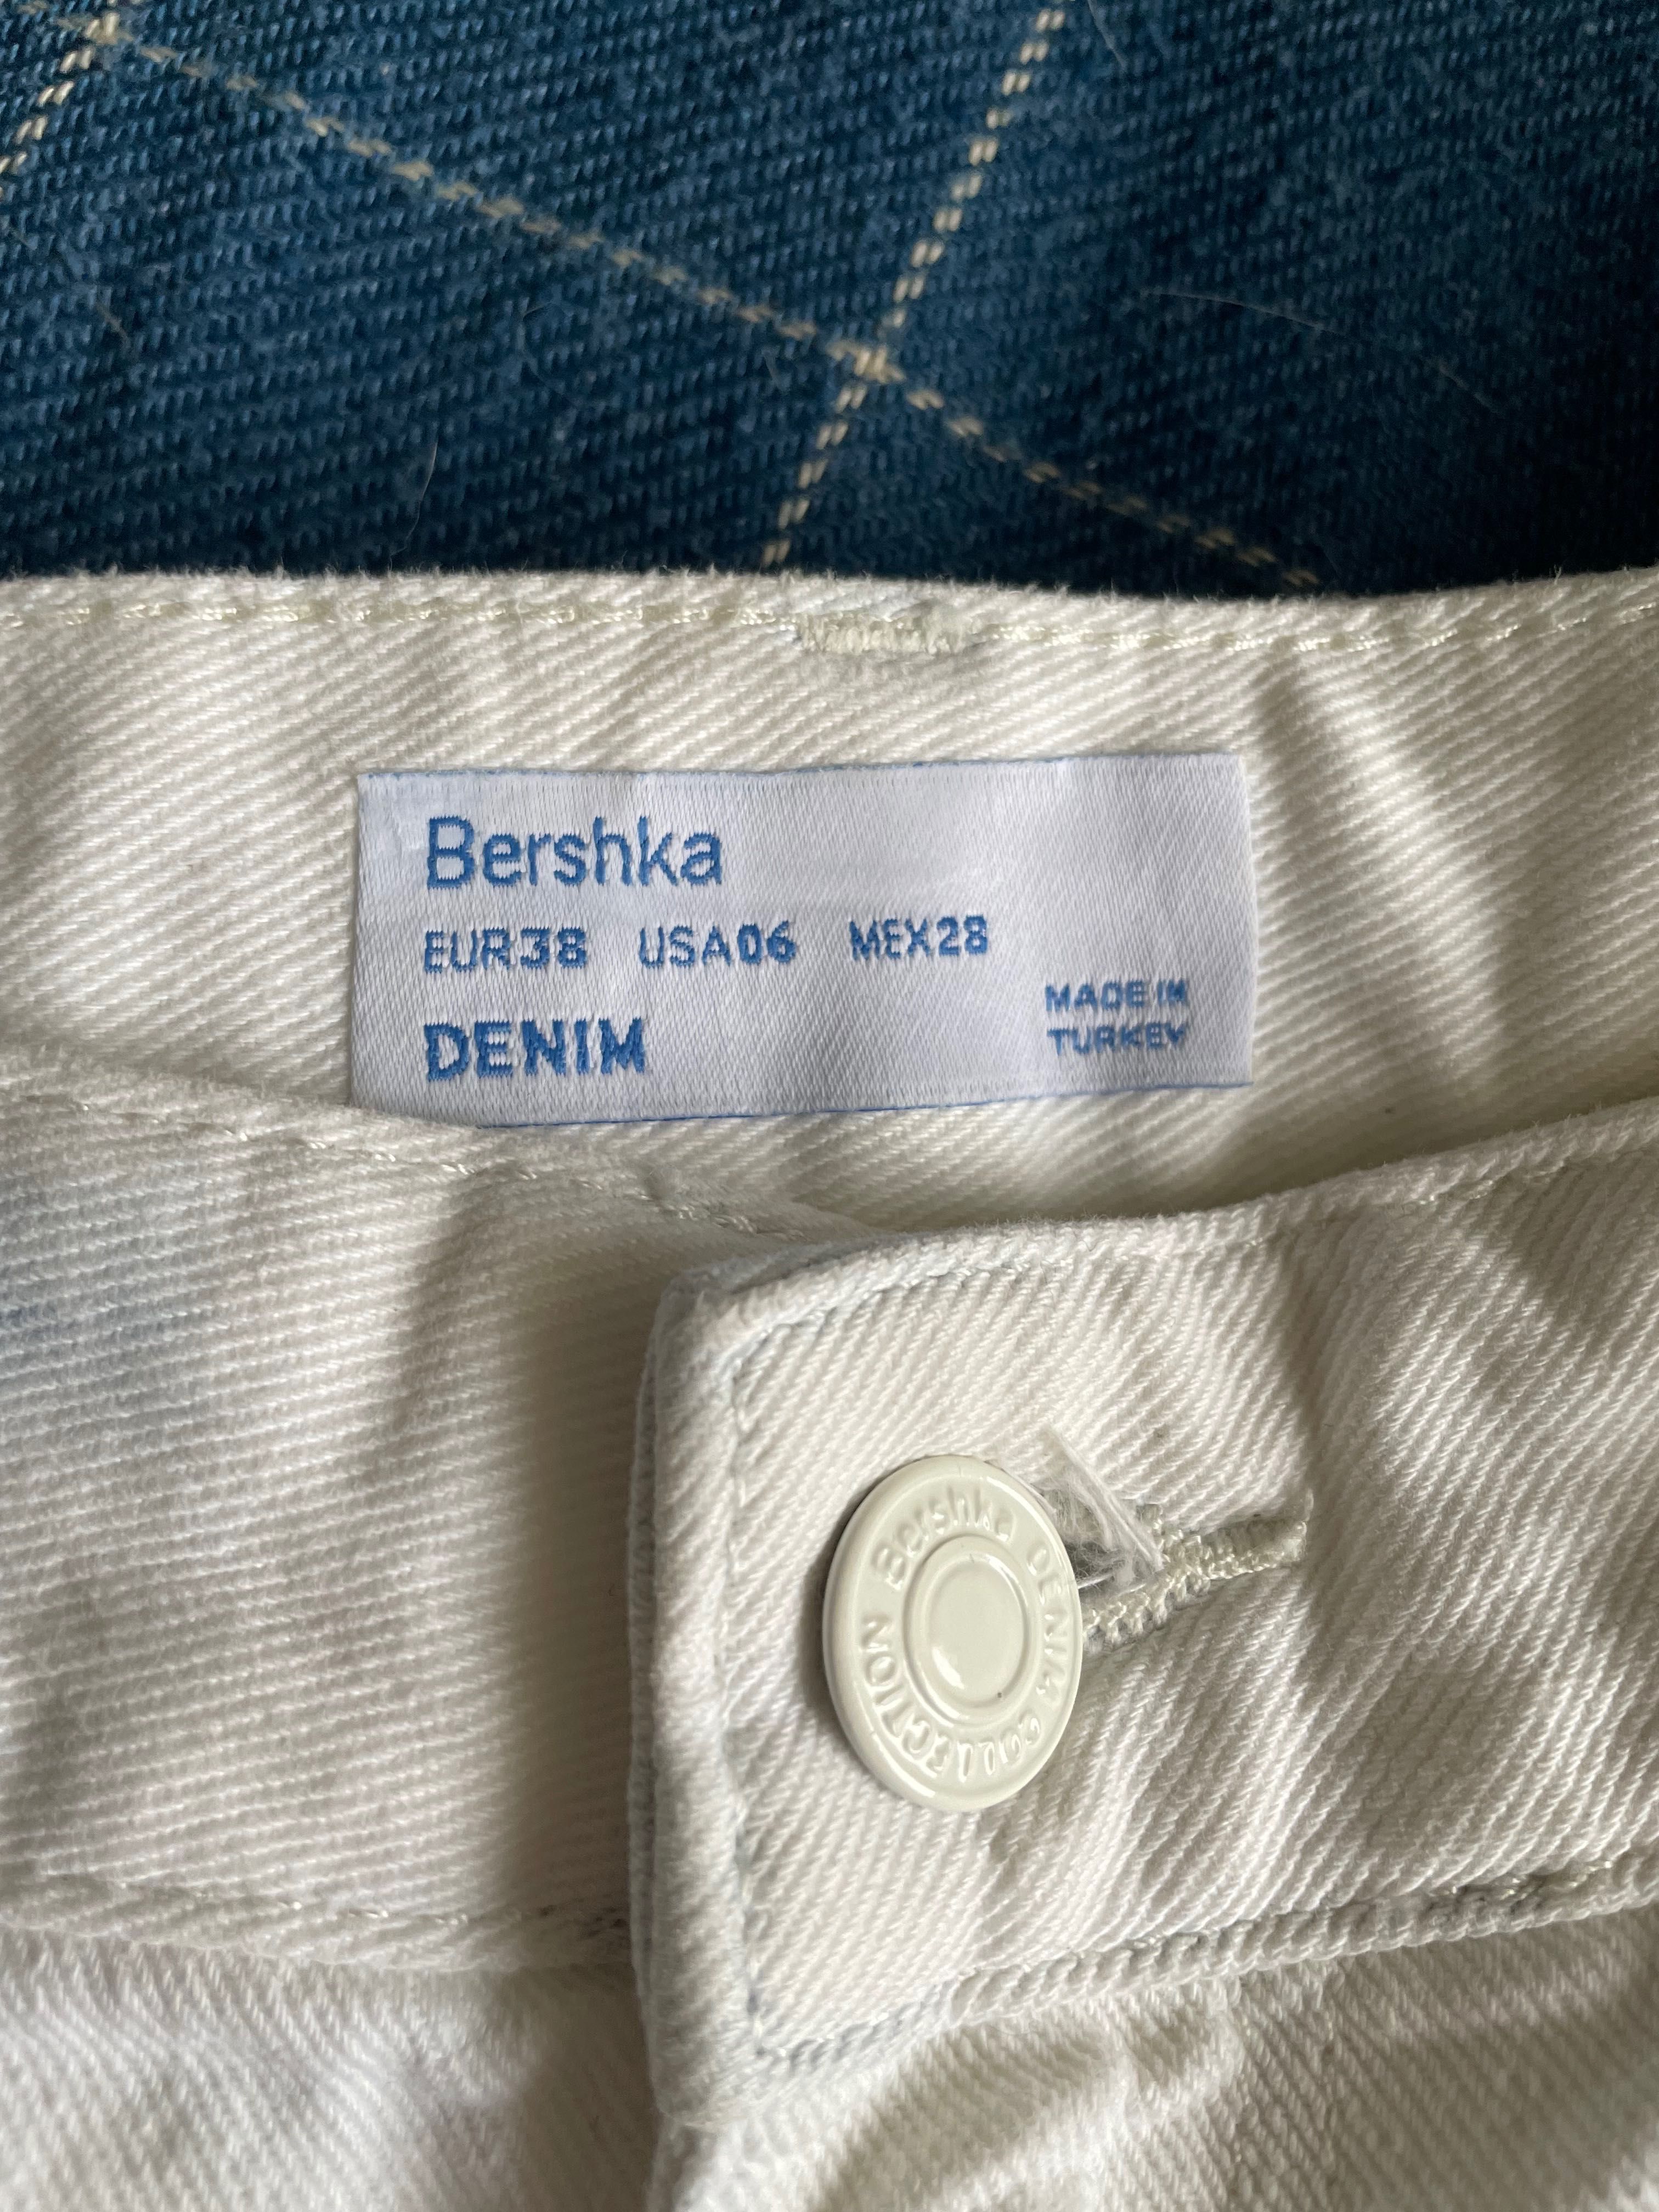 Bershka
EUR38 USA06 MEX28
DENIM
MADE IN
TURKEY
Bershka DENIM COLLECTION